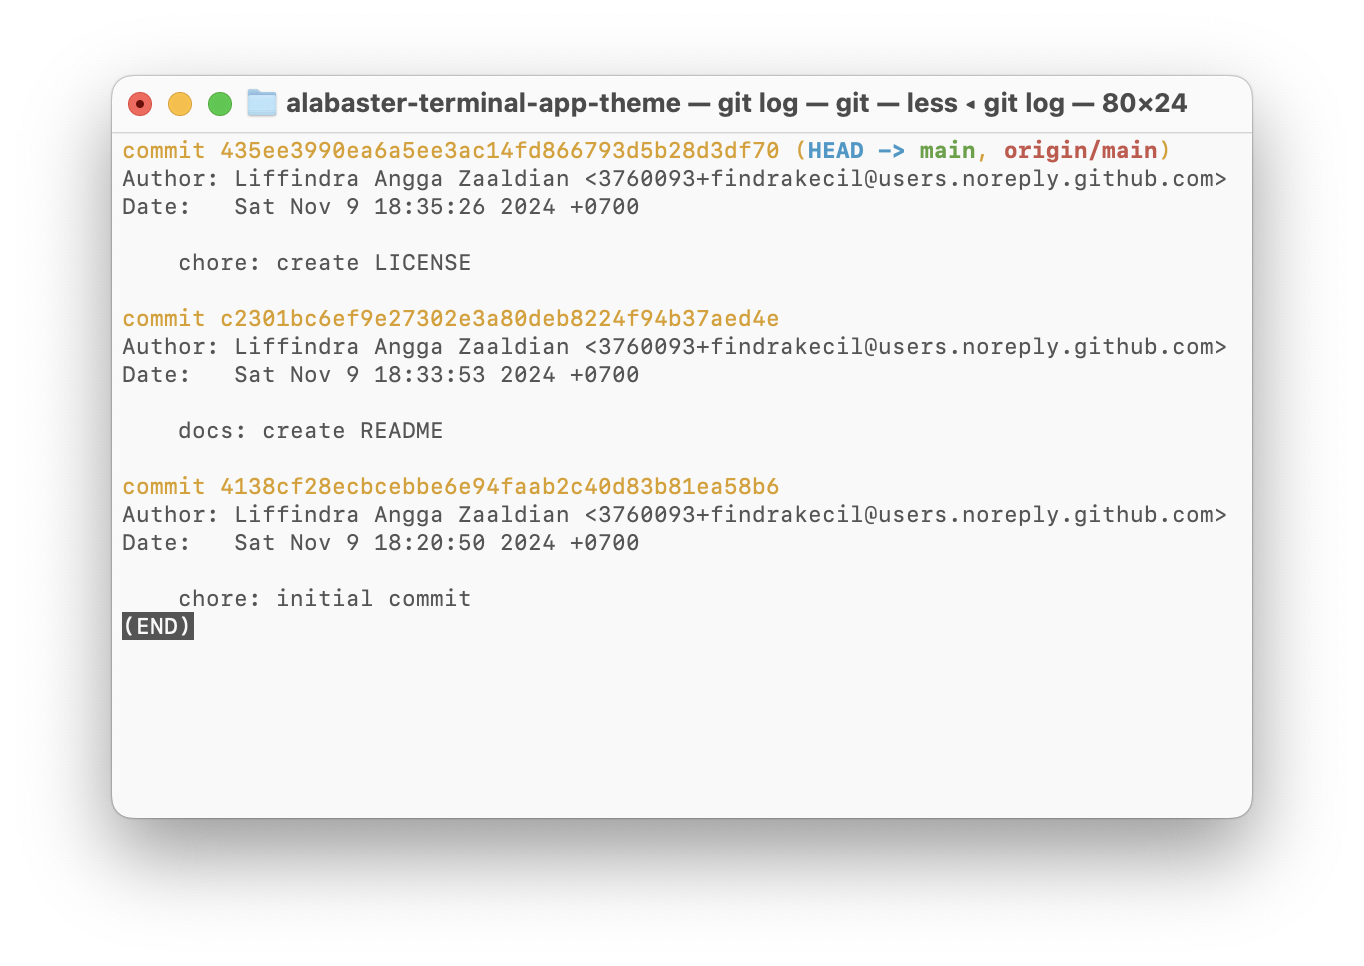 alabaster-terminal-app-theme — git log — git — less ◂ git log — 80×24
commit 435ee3990ea6a5ee3ac14fd866793d5b28d3df70 (HEAD -> main, origin/main)
Author: Liffindra Angga Zaaldian <3760093+findrakecil@users.noreply.github.com>
Date:   Sat Nov 9 18:35:26 2024 +0700
    chore: create LICENSE
commit c2301bc6ef9e27302e3a80deb8224f94b37aed4e
Author: Liffindra Angga Zaaldian <3760093+findrakecil@users.noreply.github.com>
Date:   Sat Nov 9 18:33:53 2024 +0700
    docs: create README
commit 4138cf28ecbcebbe6e94faab2c40d83b81ea58b6
Author: Liffindra Angga Zaaldian <3760093+findrakecil@users.noreply.github.com>
Date:   Sat Nov 9 18:20:50 2024 +0700
    chore: initial commit
(END)